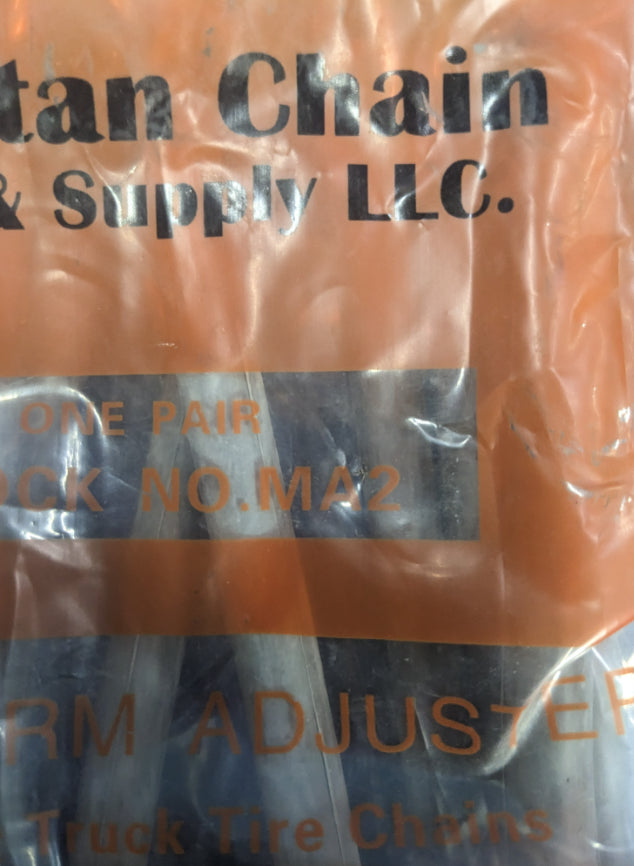 tan Chain
& Supply LLC.
ONE PAIR
OCK NO.MA2
RM ADJUSTER
Truck Tire Chains